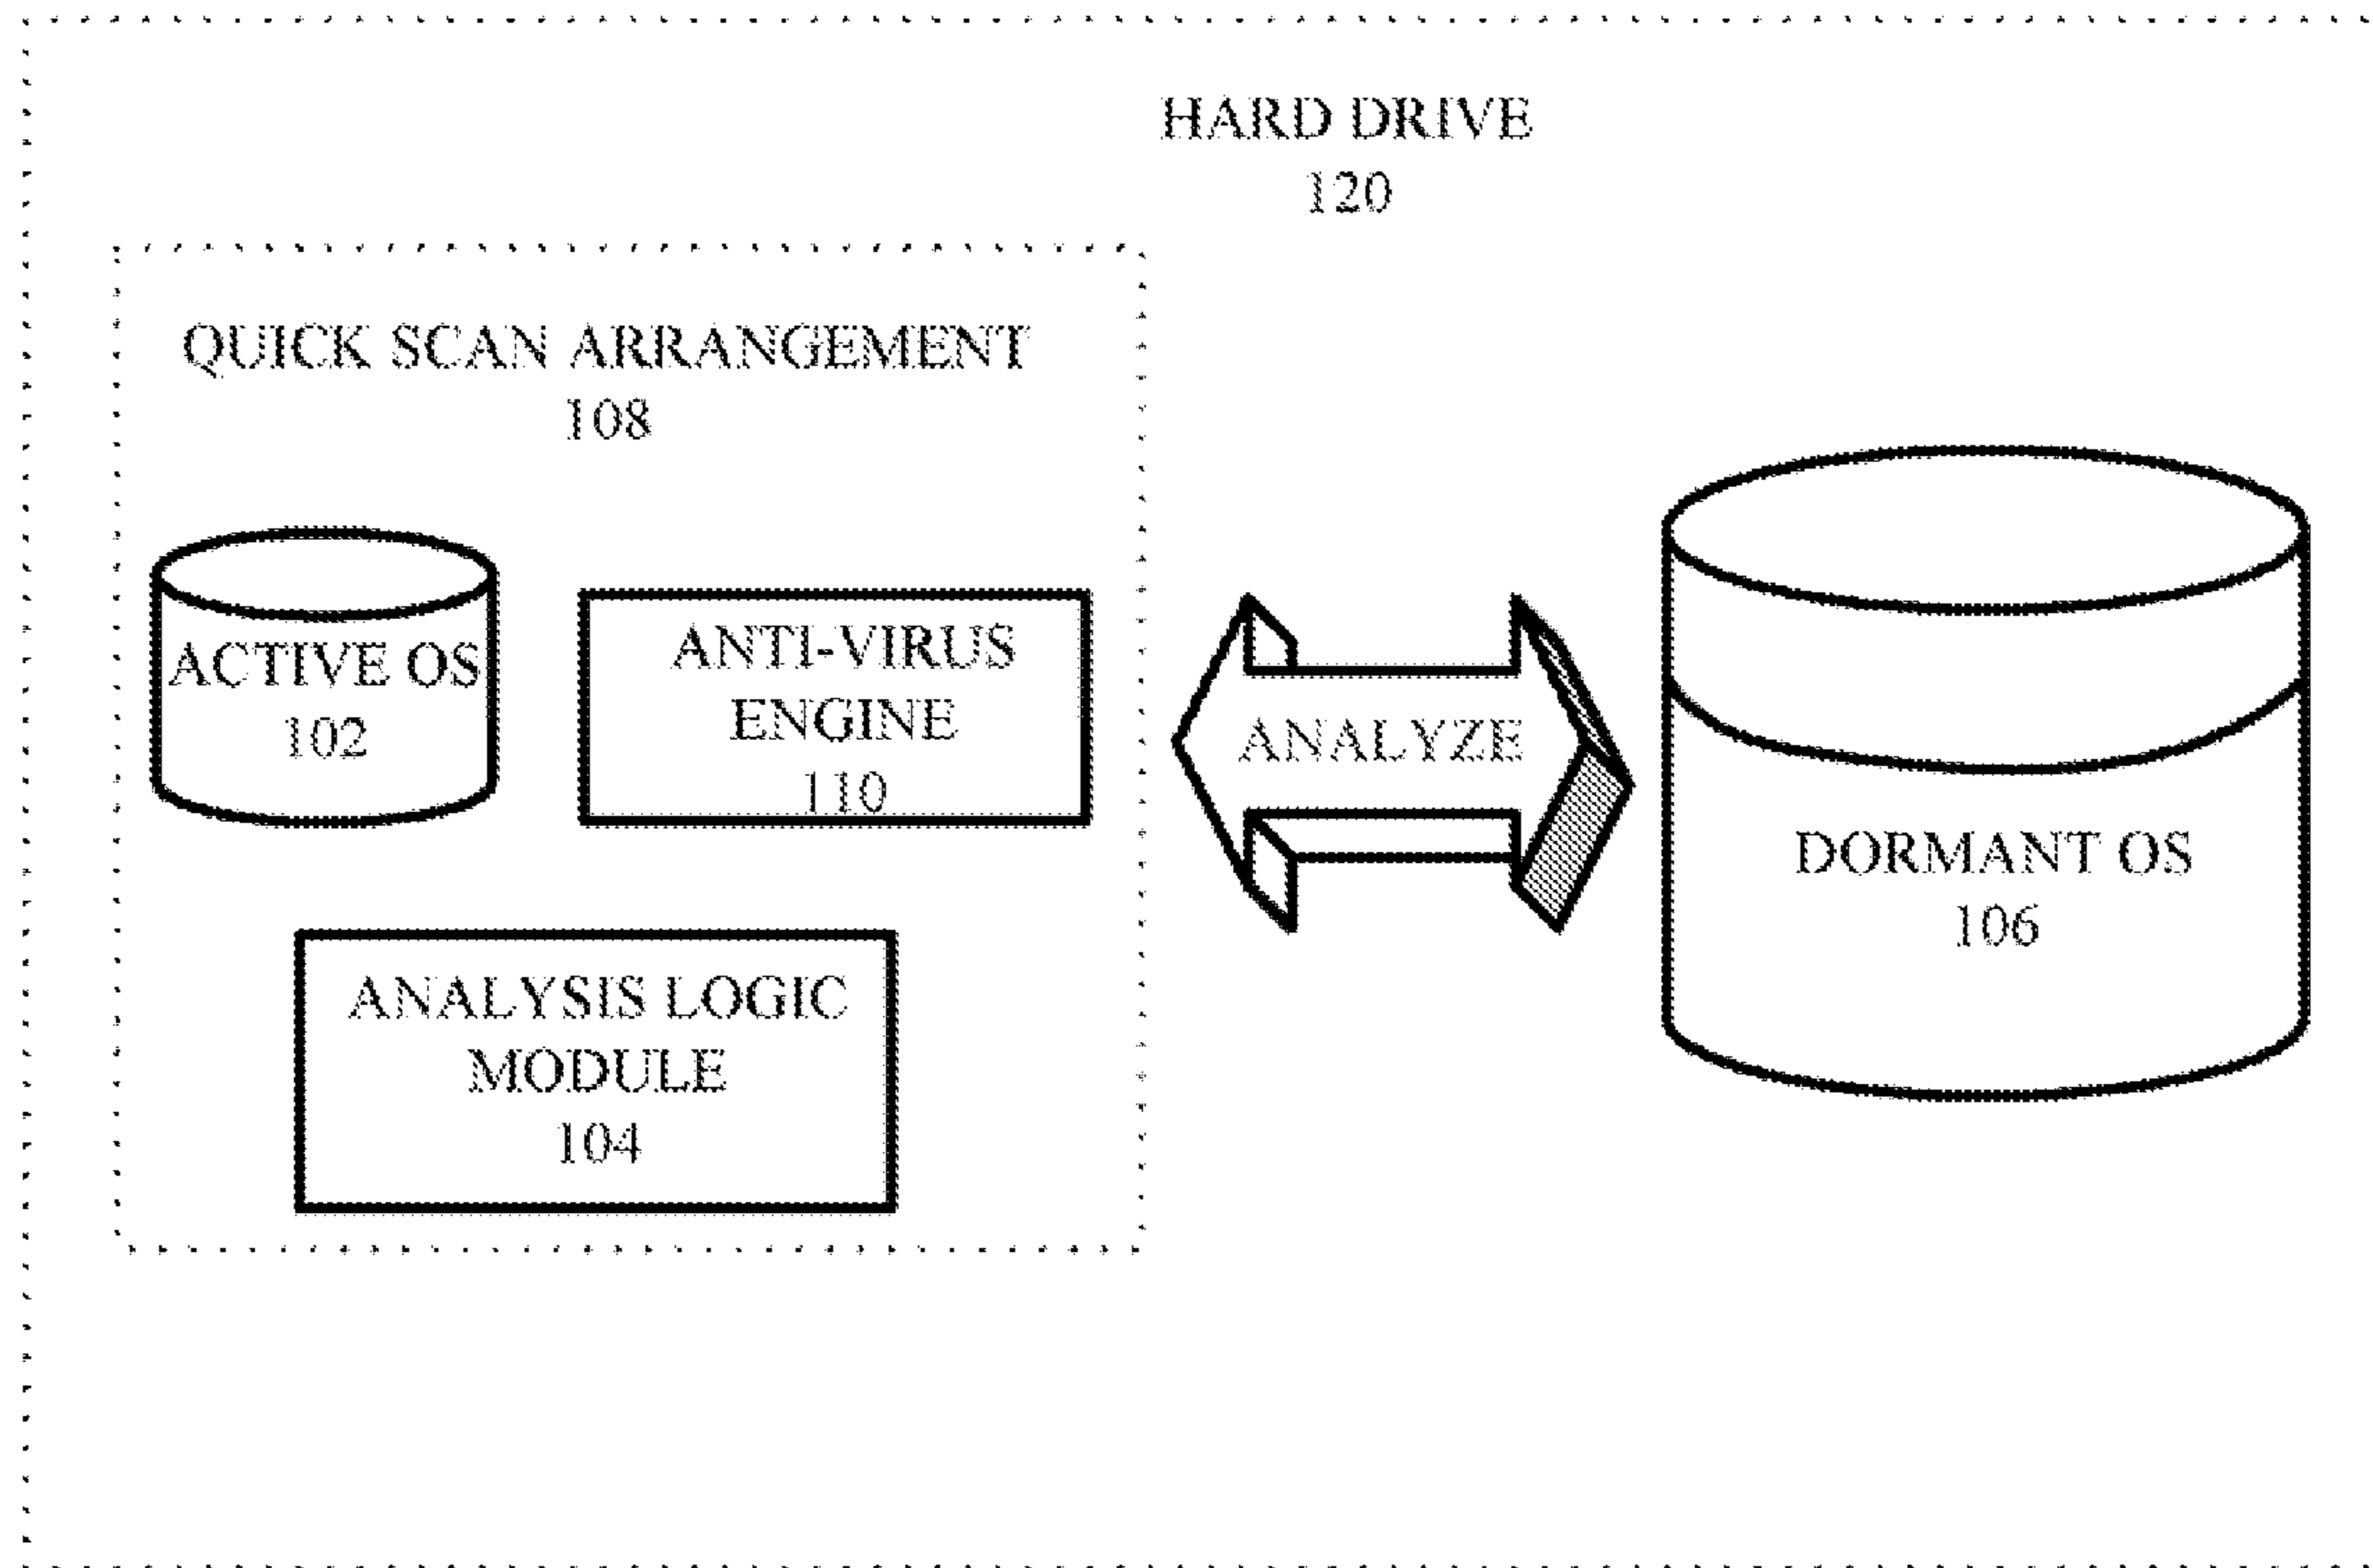 HARD DRIVE
120
QUICK SCAN ARRANGEMENT
108
ACTIVE OS
102
ANTI-VIRUS
ENGINE
110
ANALYZE
DORMANT OS
106
ANALYSIS LOGIC
MODULE
104